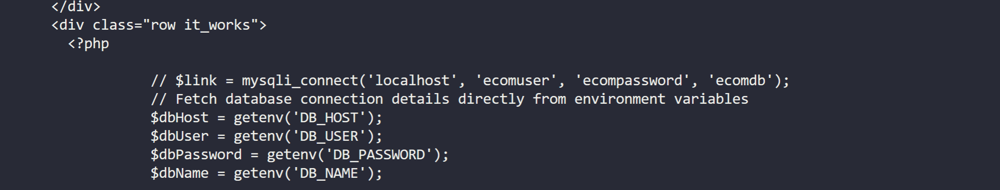 </div>
<div class="row it_works">
<?php
// $link = mysqli_connect('localhost', 'ecomuser', 'ecompassword', 'ecomdb');
// Fetch database connection details directly from environment variables
$dbHost = getenv('DB_HOST');
$dbUser = getenv('DB_USER');
$dbPassword = getenv('DB_PASSWORD');
$dbName = getenv('DB_NAME');